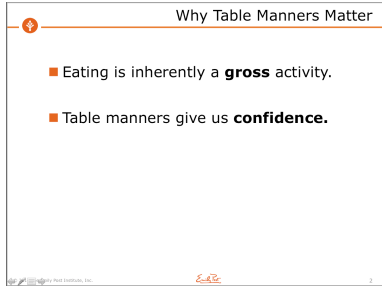 Why Table Manners Matter
Eating is inherently a gross activity.
Table manners give us confidence.
Post Institute, Inc.
2